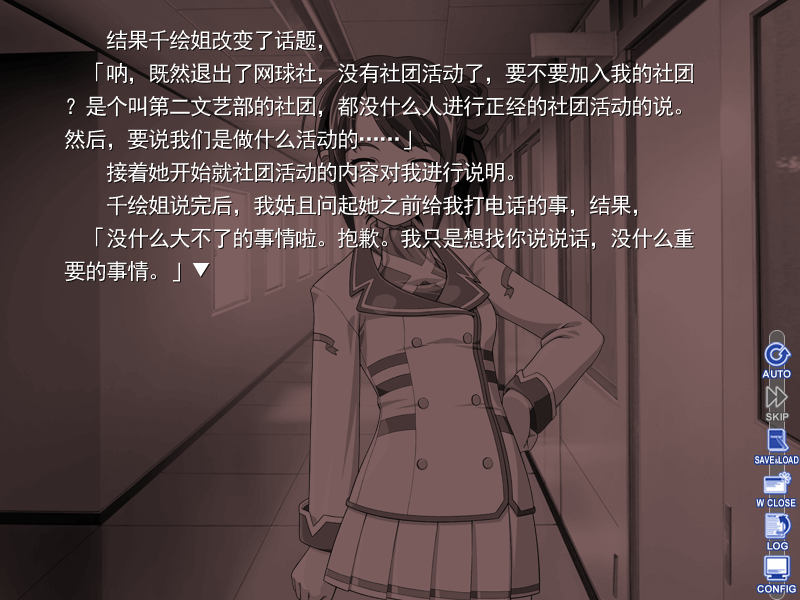 结果千绘姐改变了话题，
「呐，既然退出了网球社，没有社团活动了，要不要加入我的社团
？是个叫第二文艺部的社团，都没什么人进行正经的社团活动的说。
然后，要说我们是做什么活动的……」
接着她开始就社团活动的内容对我进行说明。
千绘姐说完后，我姑且问起她之前给我打电话的事，结果，
「没什么大不了的事情啦。抱歉。我只是想找你说说话，没什么重
要的事情。」▼
AUTO
SKIP
SAVE&LOAD
W CLOSE
LOG
CONFIG